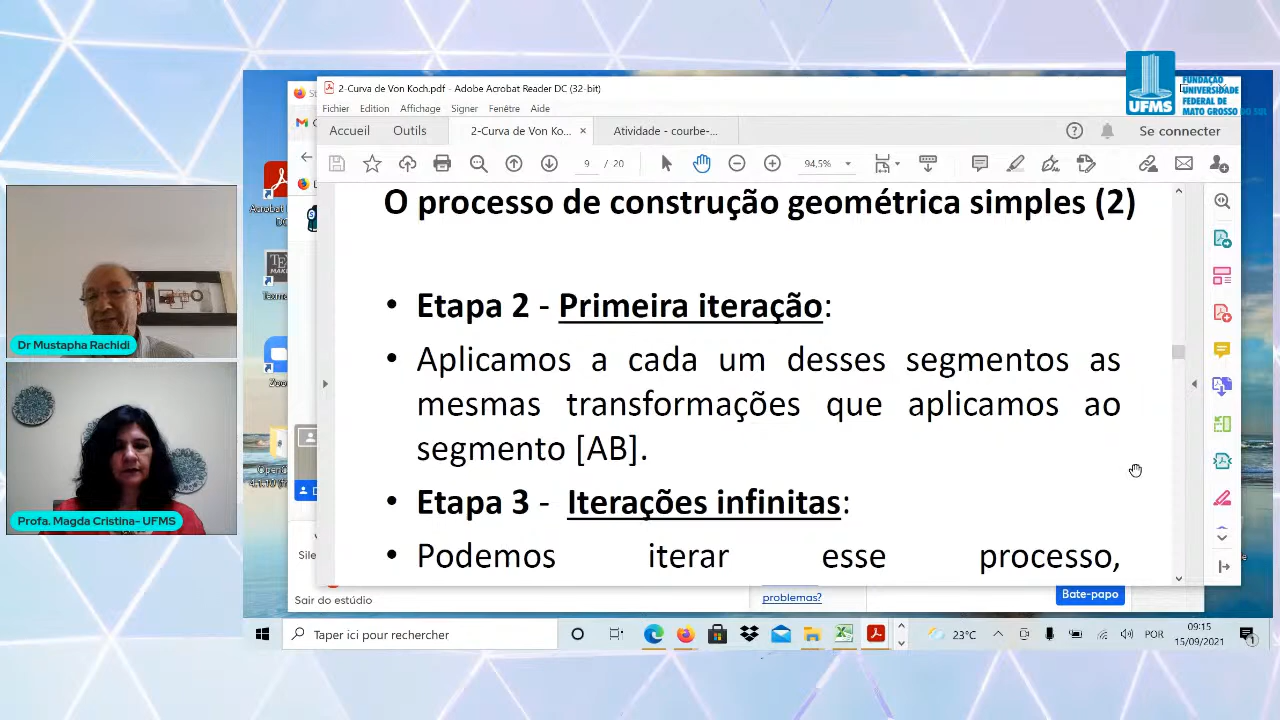 2-Curva de Von Koch.pdf - Adobe Acrobat Reader DC (32-bit)
Fichier Edition Affichage Signer Fenêtre Aide
Accueil Outils 2-Curva de Von Ko... × Atividade - courbe-... Se connecter
9 / 20 94,5%
O processo de construção geométrica simples (2)
• Etapa 2 - Primeira iteração:
• Aplicamos a cada um desses segmentos as
mesmas transformações que aplicamos ao
segmento [AB].
• Etapa 3 - Iterações infinitas:
• Podemos iterar esse processo,
UFMS
FUNDAÇÃO
UNIVERSIDADE
FEDERAL DE
MATO GROSSO DO SUL
Dr Mustapha Rachidi
Profa. Magda Cristina- UFMS
Sair do estúdio
problemas?
Bate-papo
Taper ici pour rechercher
23°C
POR
09:15
15/09/2021